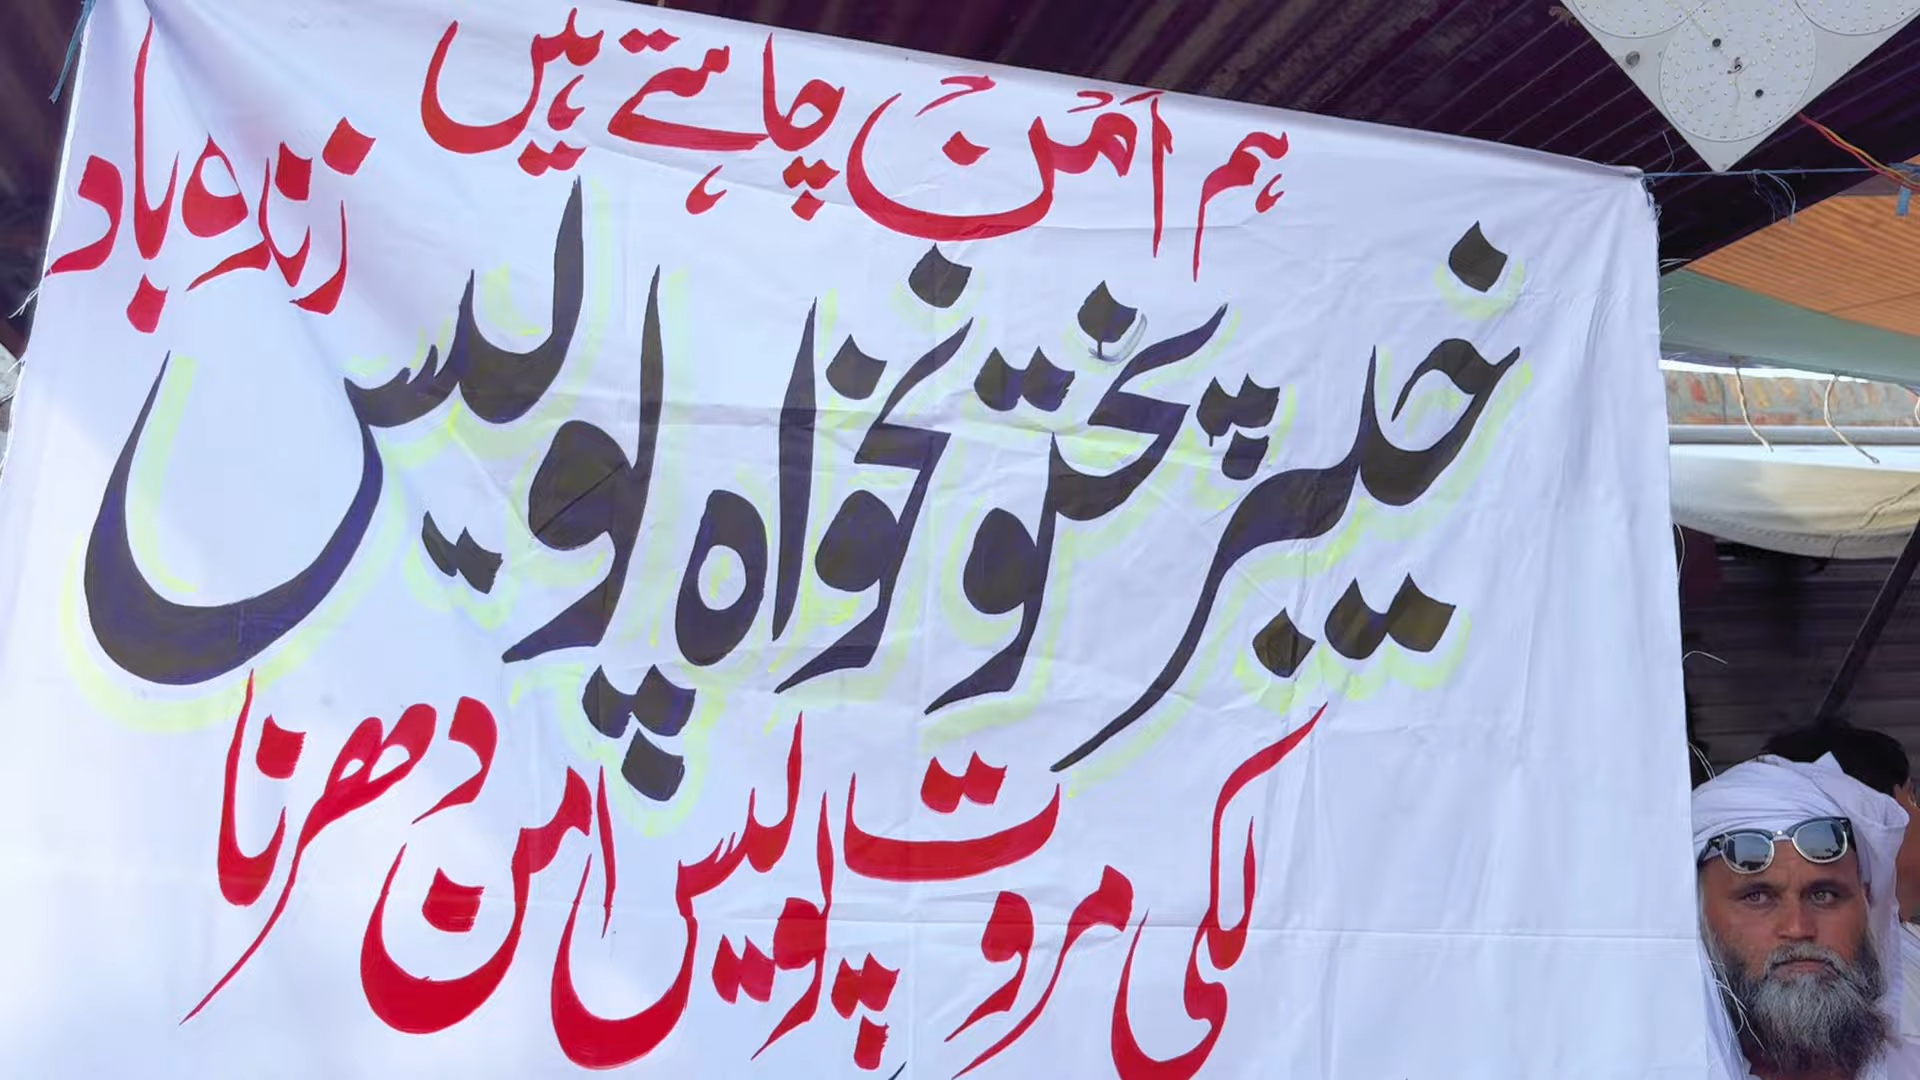 ہم امن چاہتے ہیں
خیبر پختونخواہ پولیس زندہ باد
لکی مروت پولیس امن دھرنا